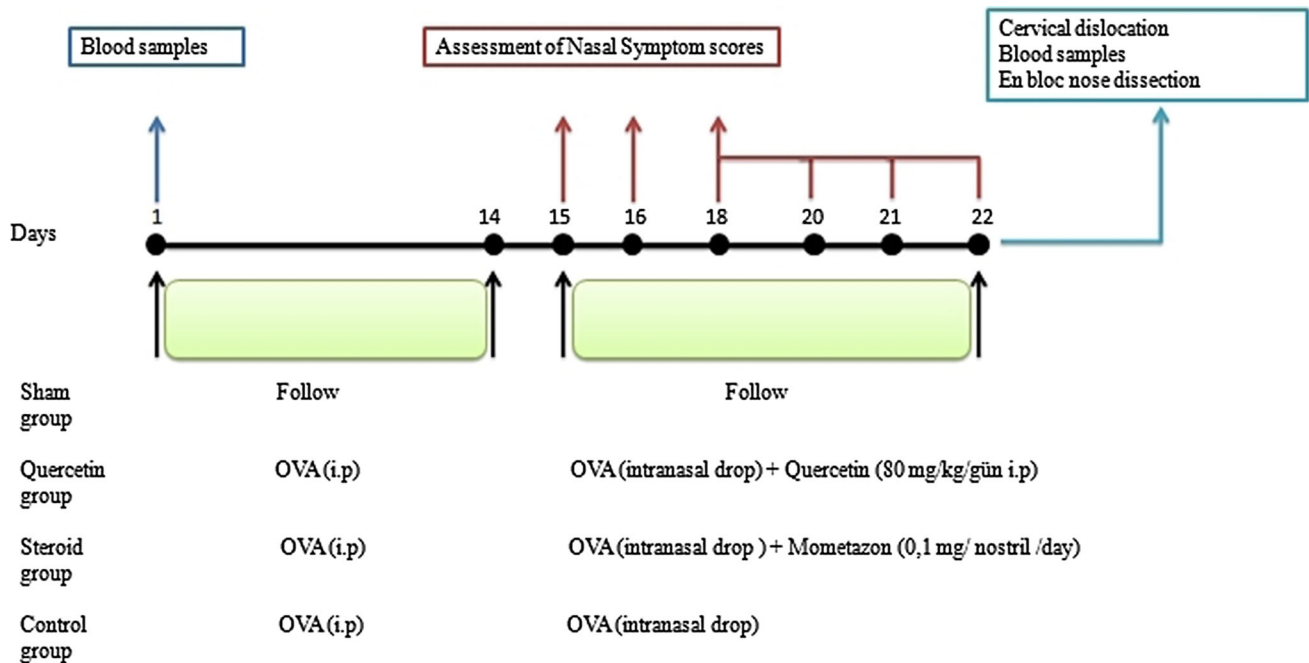 Blood samples
Assessment of Nasal Symptom scores
Cervical dislocation
Blood samples
En bloc nose dissection
Days
1 14 15 16 18 20 21 22
Sham
group
Follow
Follow
Quercetin
group
OVA (i.p)
OVA (intranasal drop) + Quercetin (80 mg/kg/gün i.p)
Steroid
group
OVA (i.p)
OVA (intranasal drop ) + Mometazon (0,1 mg/ nostril /day)
Control
group
OVA (i.p)
OVA (intranasal drop)